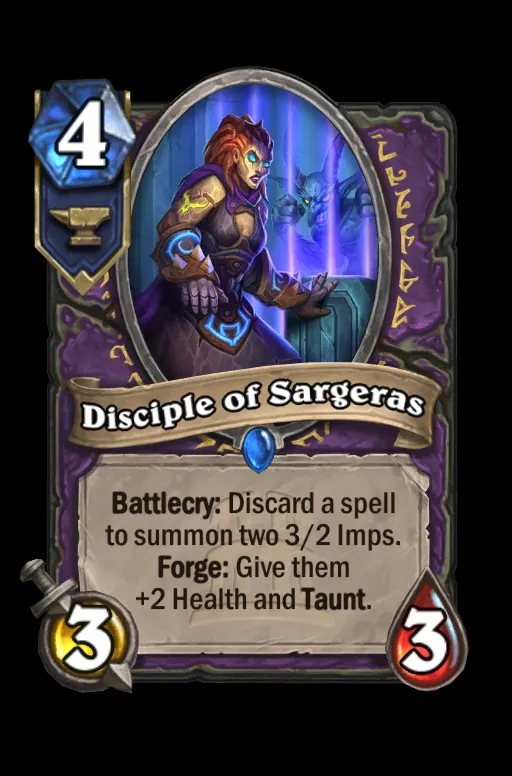 4
Disciple of Sargeras
Battlecry: Discard a spell
to summon two 3/2 Imps.
Forge: Give them
+2 Health and Taunt.
3
3